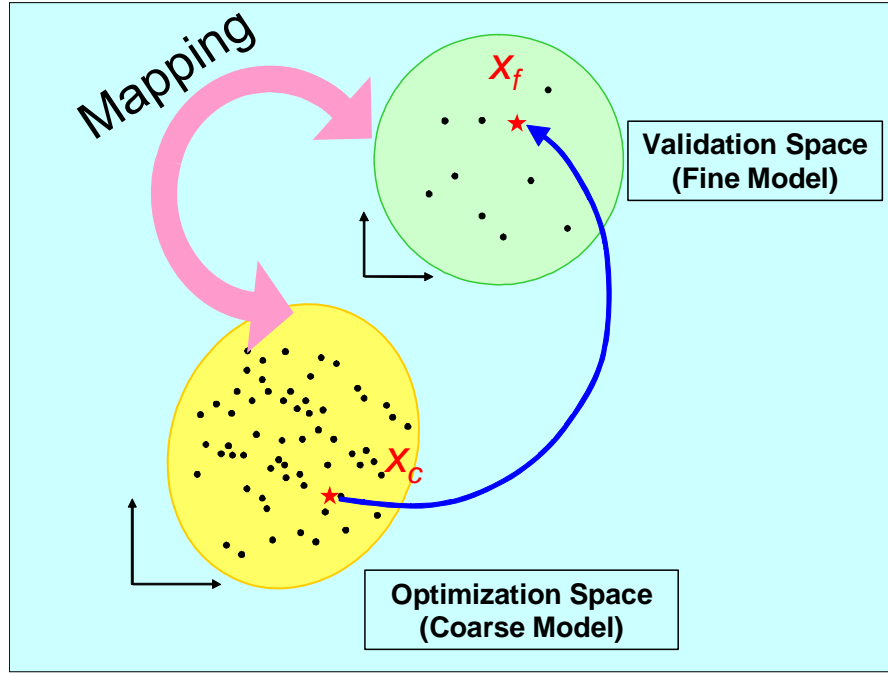 Mapping
x_f
Validation Space
(Fine Model)
x_c
Optimization Space
(Coarse Model)